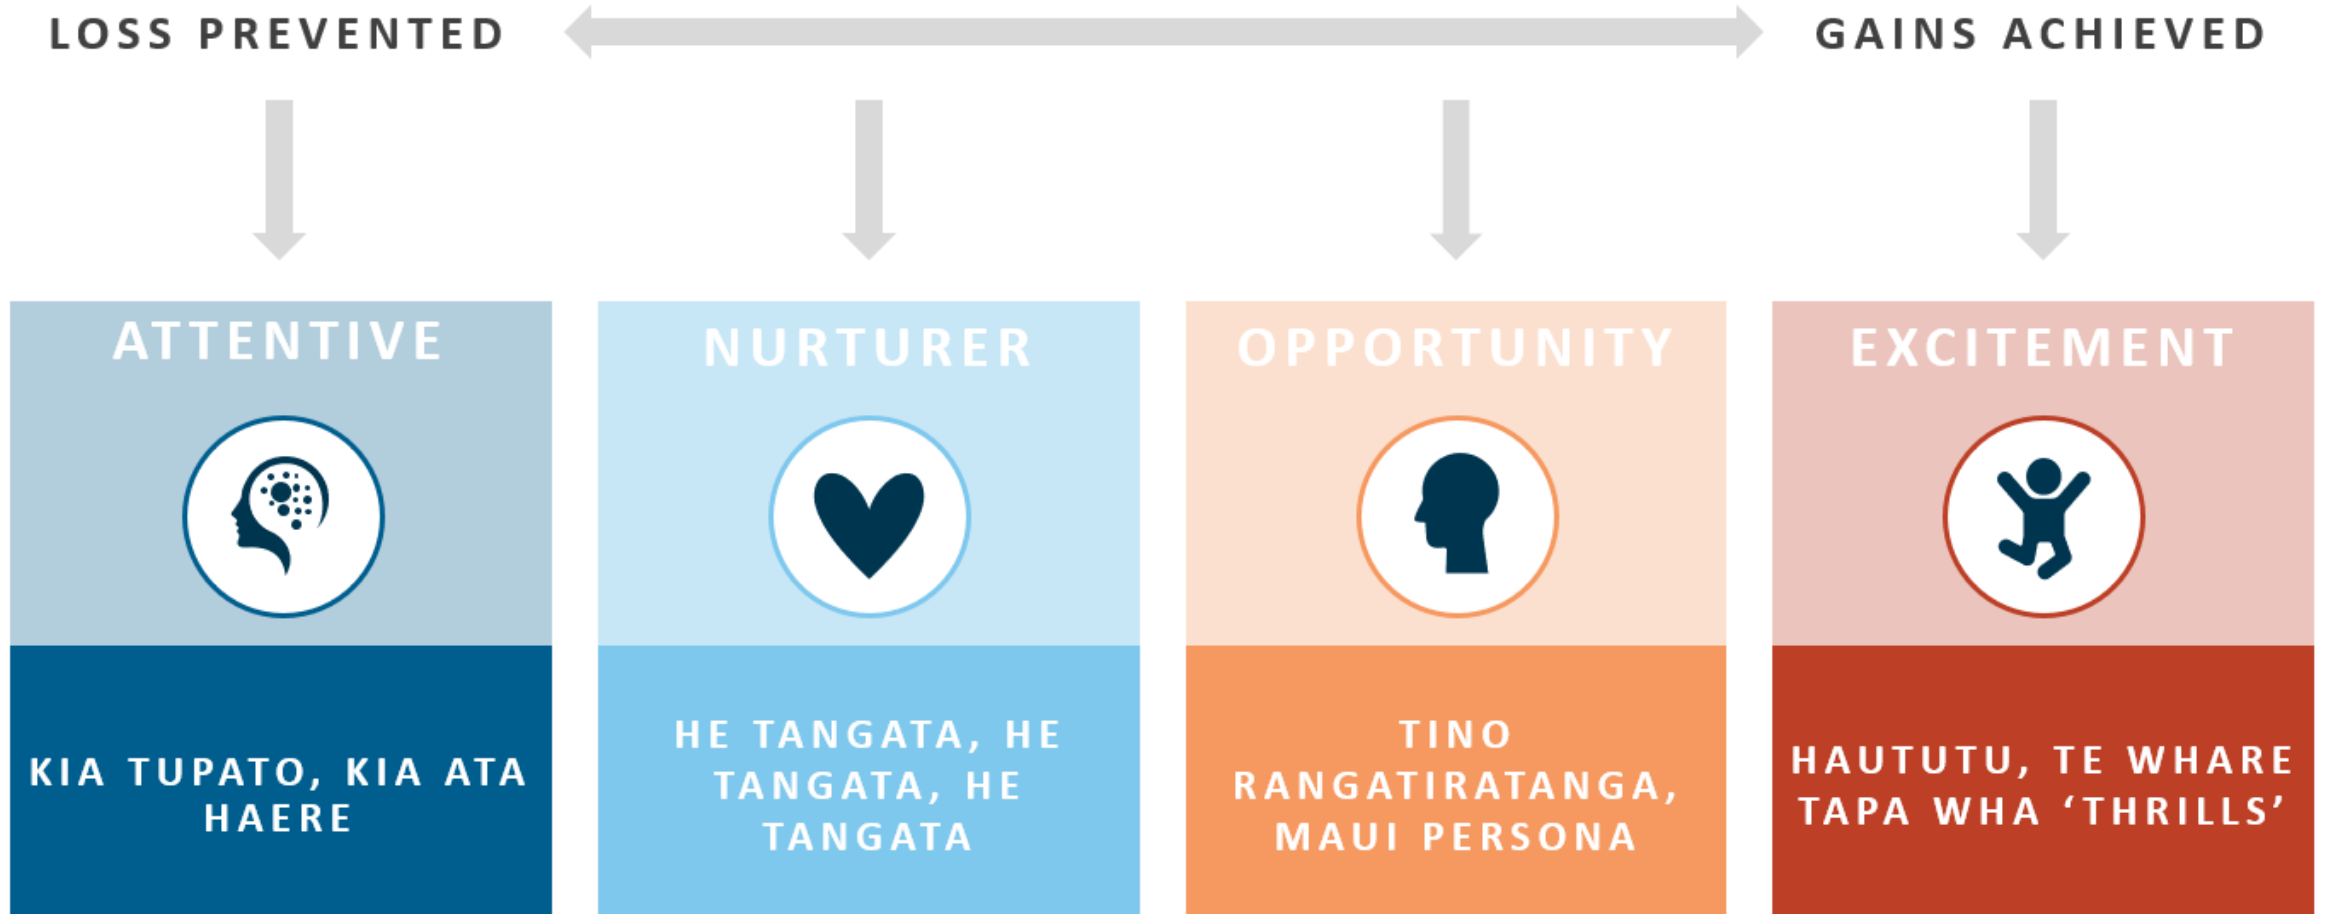 LOSS PREVENTED
GAINS ACHIEVED
ATTENTIVE
NURTURER
OPPORTUNITY
EXCITEMENT
KIA TUPATO, KIA ATA
HAERE
HE TANGATA, HE
TANGATA, HE
TANGATA
TINO
RANGATIRATANGA,
MAUI PERSONA
HAUTUTU, TE WHARE
TAPA WHA ‘THRILLS’